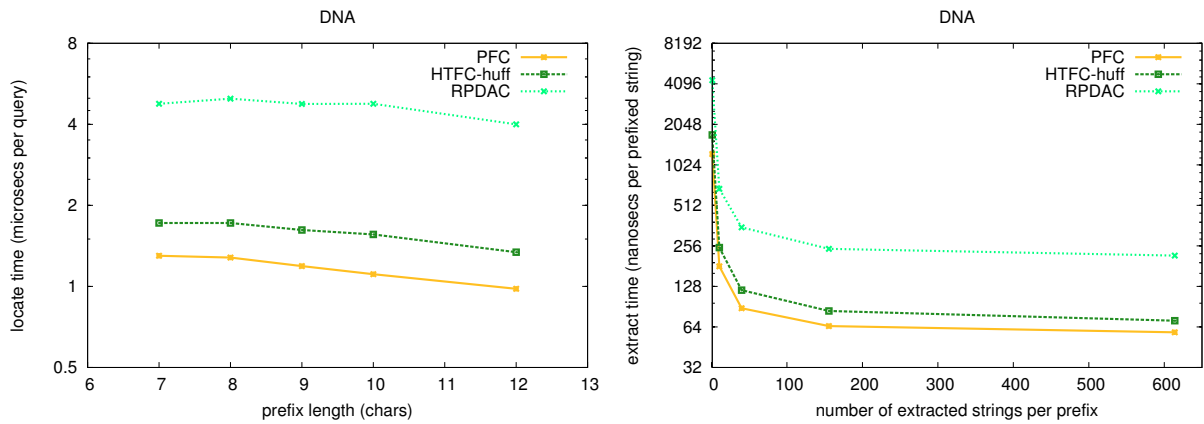 DNA
8
4
2
1
0.5
6 7 8 9 10 11 12 13
locate time (microsecs per query)
prefix length (chars)
PFC
HTFC-huff
RPDAC
DNA
8192
4096
2048
1024
512
256
128
64
32
0 100 200 300 400 500 600
extract time (nanosecs per prefixed string)
number of extracted strings per prefix
PFC
HTFC-huff
RPDAC